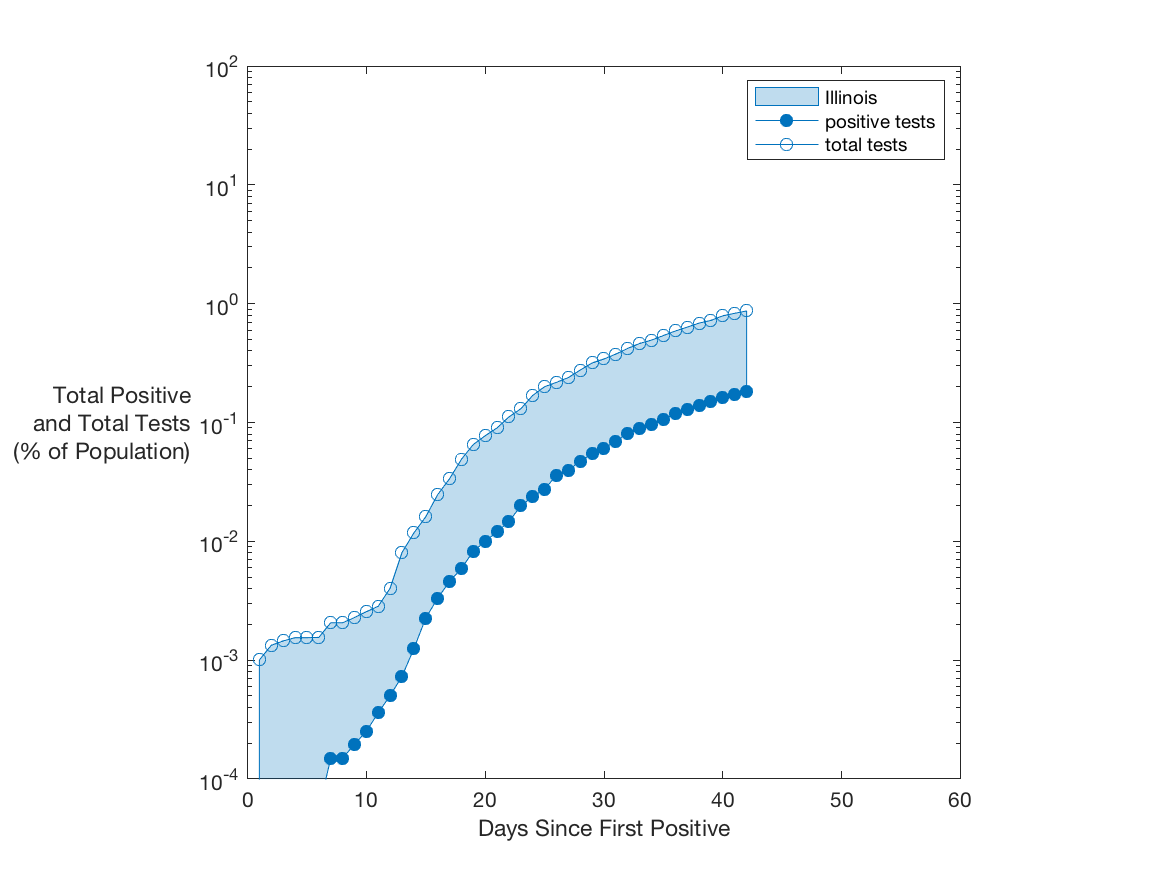 Illinois
positive tests
total tests
10^2
10^1
10^0
10^-1
10^-2
10^-3
10^-4
Total Positive
and Total Tests
(% of Population)
0 10 20 30 40 50 60
Days Since First Positive